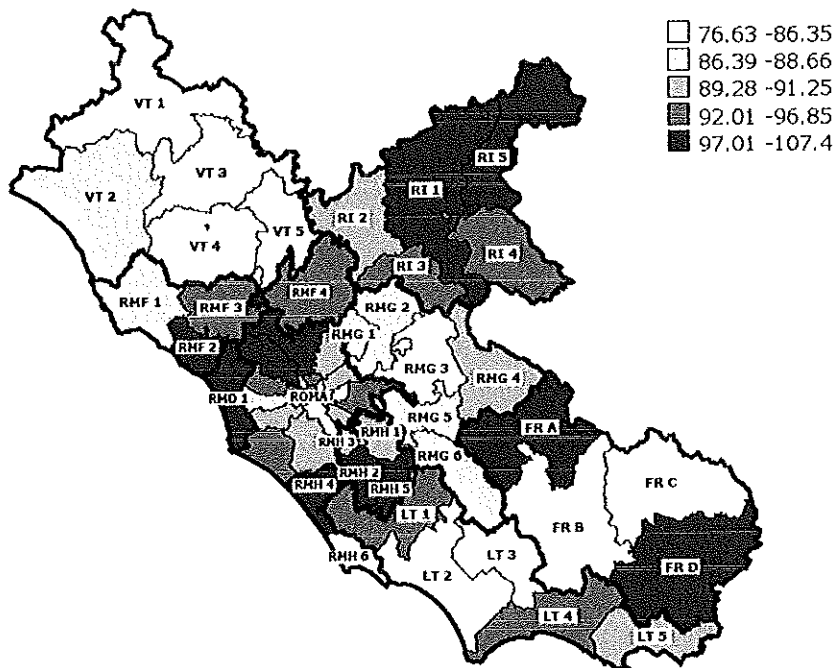 76.63 -86.35
86.39 -88.66
89.28 -91.25
92.01 -96.85
97.01 -107.4
VT 1
VT 2
VT 3
VT 4
VT 5
RI 5
RI 1
RI 2
RI 3
RI 4
RMF 1
RMF 3
RMF 4
RMF 2
RMG 2
RMG 1
RMG 3
RMG 4
RMD 1
ROMA
RMG 5
RMH 1
RMH 3
RMG 6
FR A
RMH 2
RMH 4
RMH 5
LT 1
FR C
FR B
RMH 6
LT 2
LT 3
FR D
LT 4
LT 5